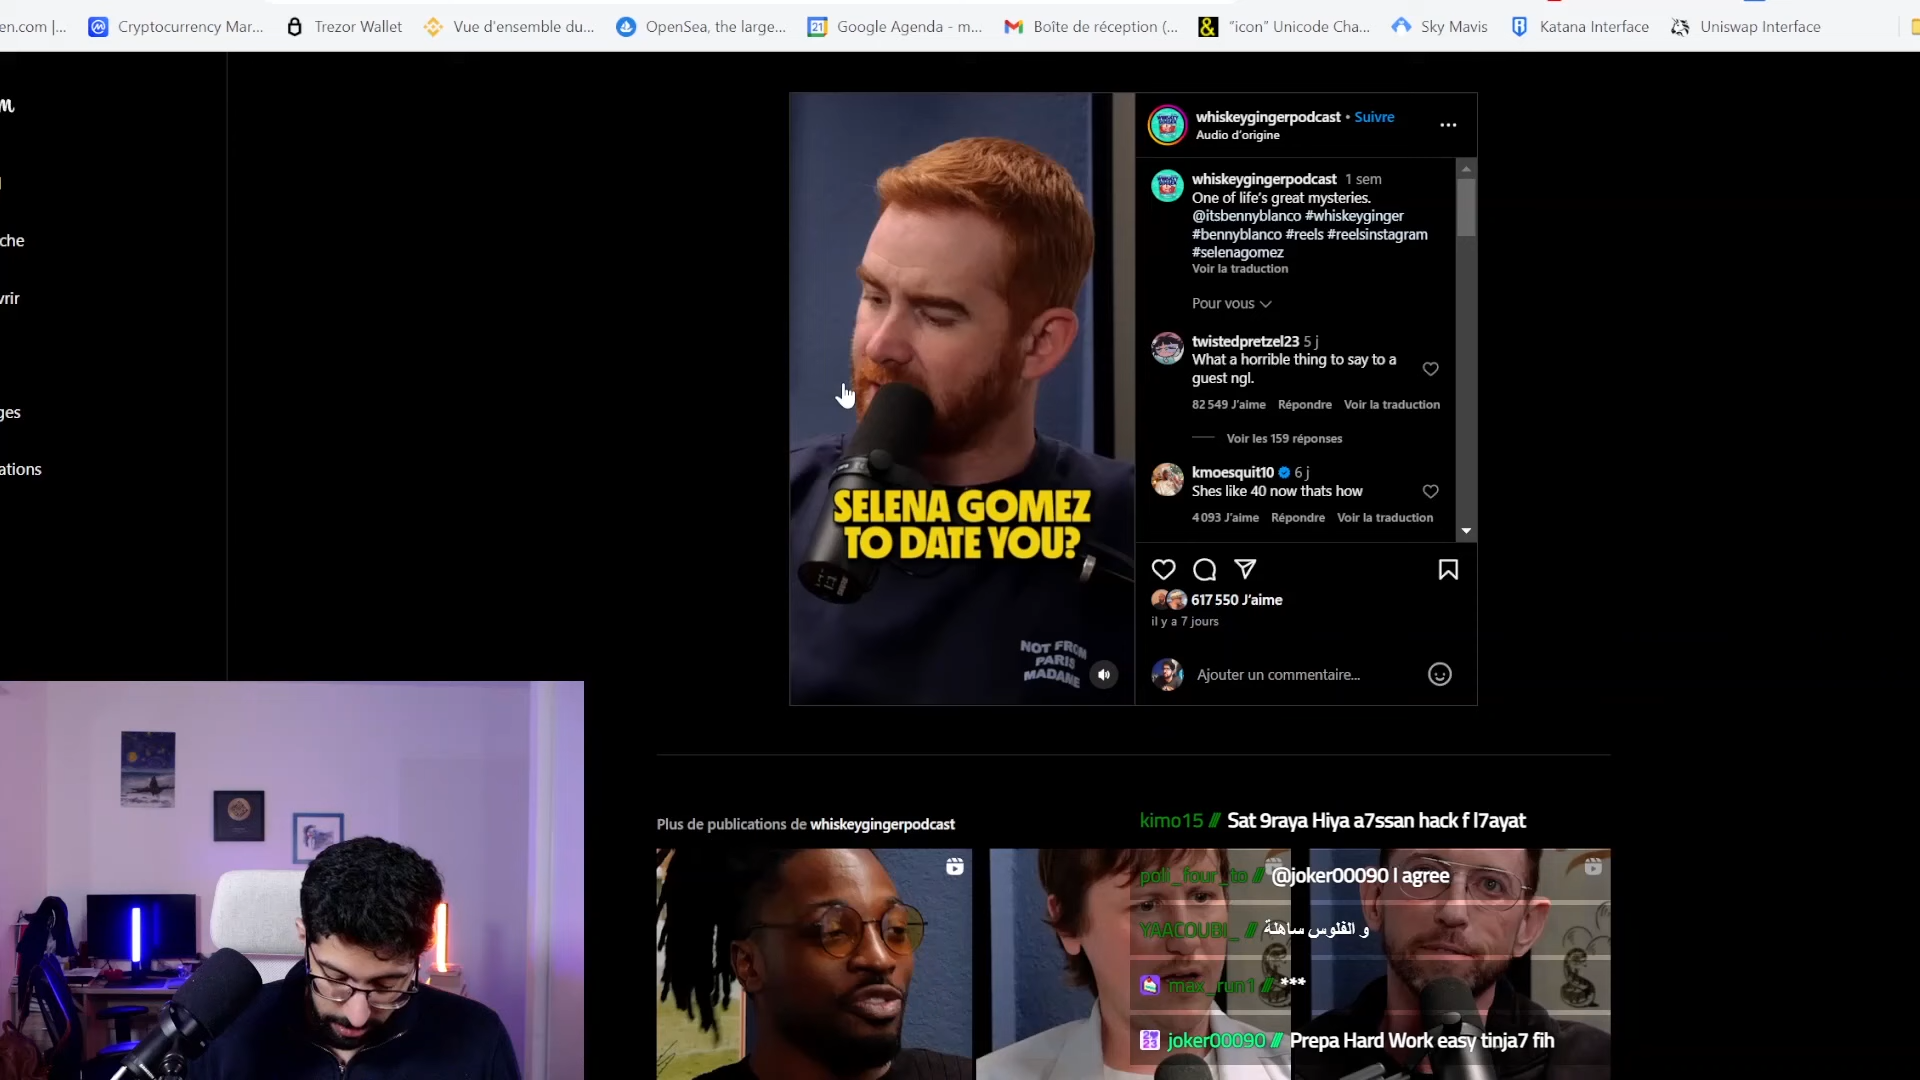 en.com |...
Cryptocurrency Mar...
Trezor Wallet
Vue d'ensemble du...
OpenSea, the large...
21
Google Agenda - m...
Boîte de réception (...
&
"icon" Unicode Cha...
Sky Mavis
Katana Interface
Uniswap Interface
m
che
vrir
ges
ations
whiskeygingerpodcast • Suivre
Audio d'origine
whiskeygingerpodcast 1 sem
One of life's great mysteries.
@itsbennyblanco #whiskeyginger
#bennyblanco #reels #reelsinstagram
#selenagomez
Voir la traduction
Pour vous
twistedpretzel23 5 j
What a horrible thing to say to a
guest ngl.
82 549 J'aime Répondre Voir la traduction
Voir les 159 réponses
kmoesquit10 6 j
Shes like 40 now thats how
4 093 J'aime Répondre Voir la traduction
617 550 J'aime
il y a 7 jours
Ajouter un commentaire...
SELENA GOMEZ
TO DATE YOU?
NOT FROM
PARIS
MADAME
Plus de publications de whiskeygingerpodcast
kimo15 // Sat 9raya Hiya a7ssan hack f l7ayat
poli_four_to // @joker00090 I agree
YAACOUBI_ // و الفلوس ساهلة
max_run1 // ***
joker00090 // Prepa Hard Work easy tinja7 fih